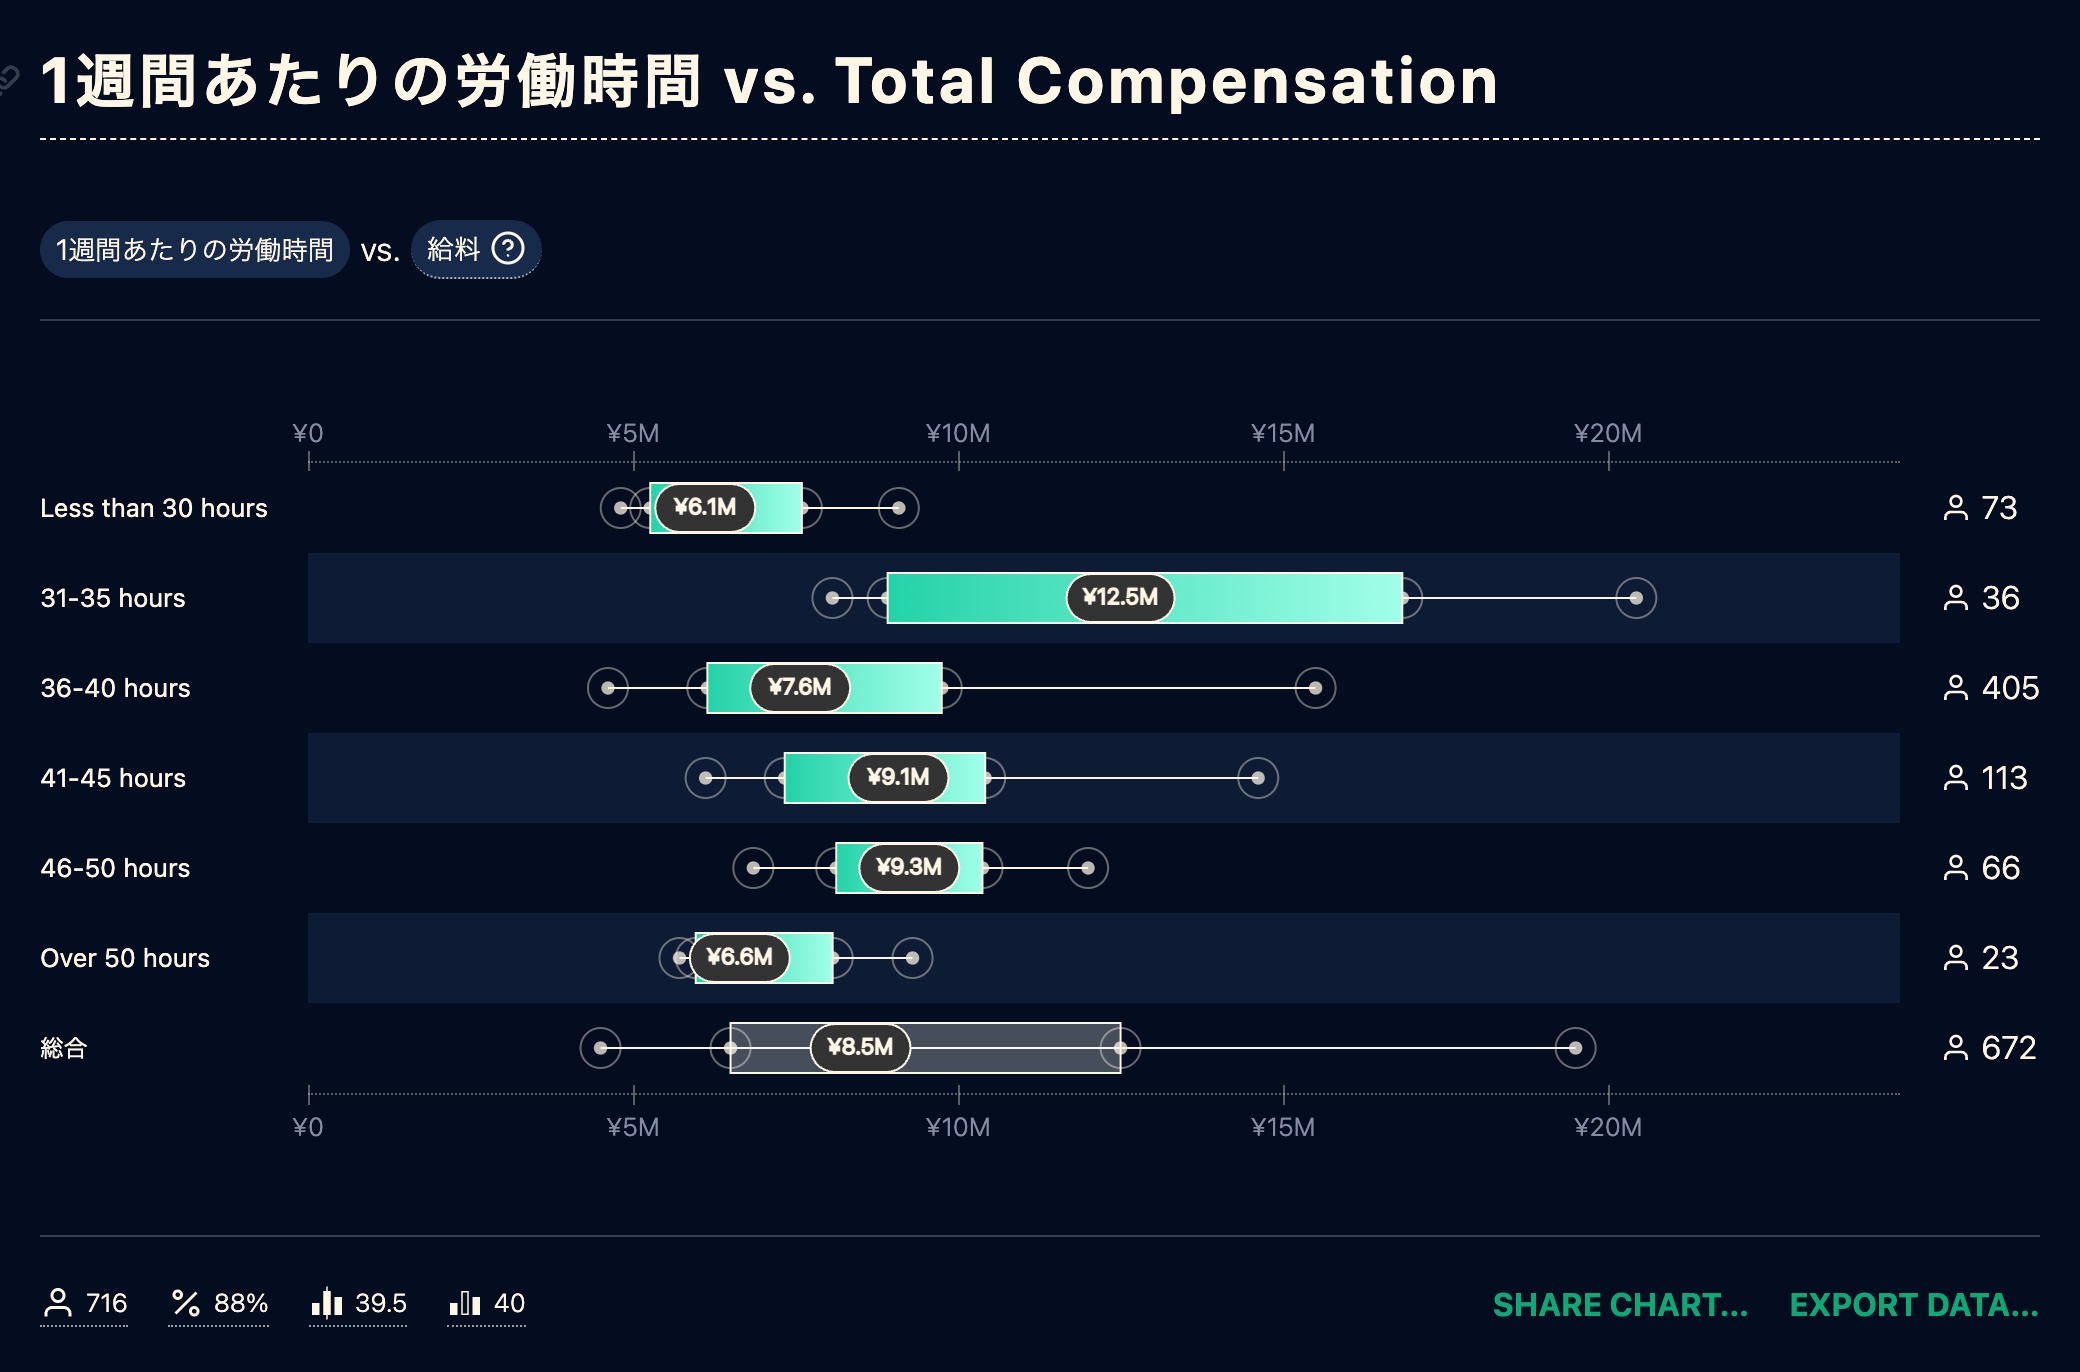 1週間あたりの労働時間 vs. Total Compensation
1週間あたりの労働時間 vs. 給料 ?
¥0 ¥5M ¥10M ¥15M ¥20M
Less than 30 hours ¥6.1M 73
31-35 hours ¥12.5M 36
36-40 hours ¥7.6M 405
41-45 hours ¥9.1M 113
46-50 hours ¥9.3M 66
Over 50 hours ¥6.6M 23
総合 ¥8.5M 672
¥0 ¥5M ¥10M ¥15M ¥20M
716 88% 39.5 40 SHARE CHART... EXPORT DATA...